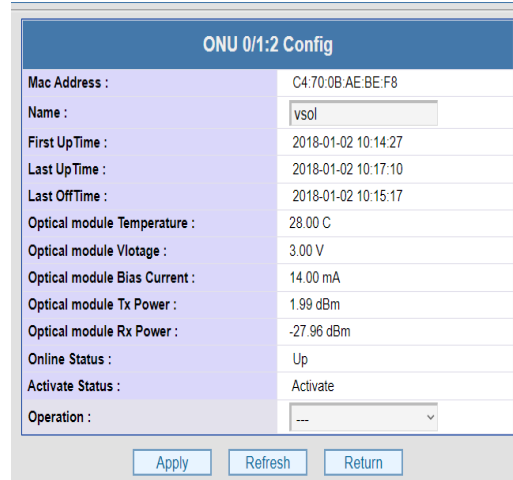 ONU 0/1:2 Config
Mac Address : C4:70:0B:AE:BE:F8
Name : vsol
First UpTime : 2018-01-02 10:14:27
Last UpTime : 2018-01-02 10:17:10
Last OffTime : 2018-01-02 10:15:17
Optical module Temperature : 28.00 C
Optical module Vlotage : 3.00 V
Optical module Bias Current : 14.00 mA
Optical module Tx Power : 1.99 dBm
Optical module Rx Power : -27.96 dBm
Online Status : Up
Activate Status : Activate
Operation : ---
Apply Refresh Return